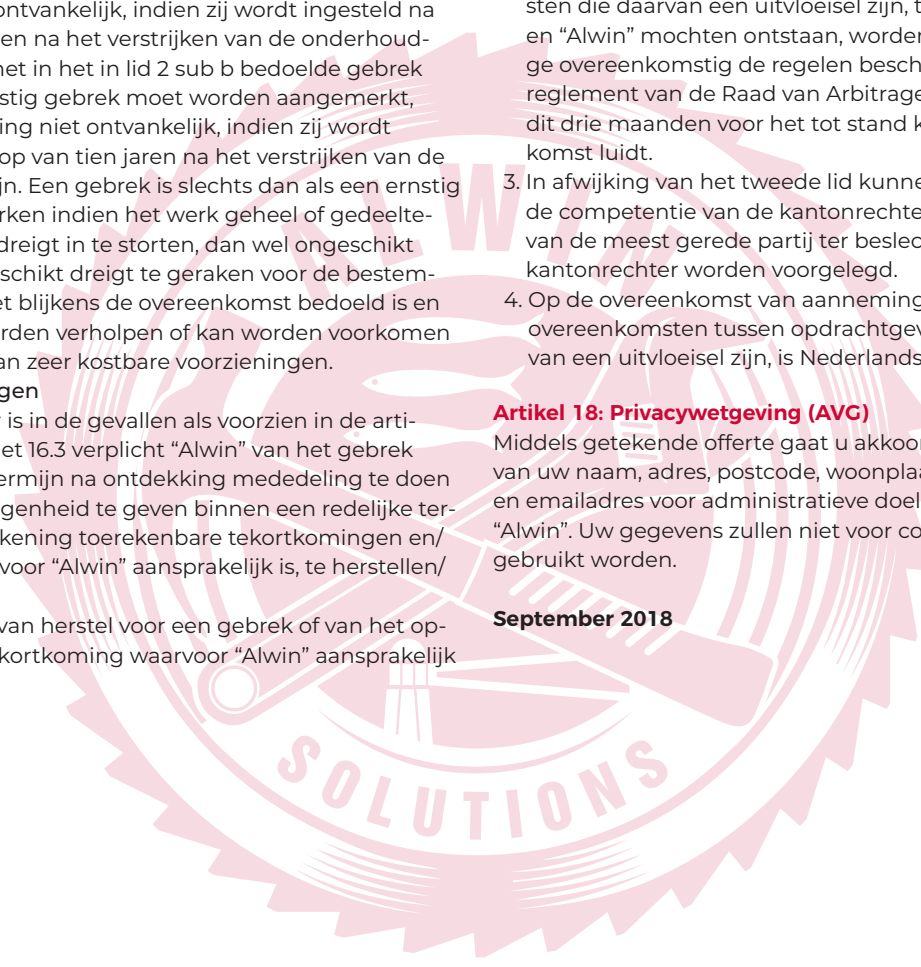 ontvankelijk, indien zij wordt ingesteld na
en na het verstrijken van de onderhoud-
het in het in lid 2 sub b bedoelde gebrek
stig gebrek moet worden aangemerkt,
ing niet ontvankelijk, indien zij wordt
op van tien jaren na het verstrijken van de
jn. Een gebrek is slechts dan als een ernstig
rken indien het werk geheel of gedeelte-
dreigt in te storten, dan wel ongeschikt
schikt dreigt te geraken voor de bestem-
et blijkens de overeenkomst bedoeld is en
rden verholpen of kan worden voorkomen
an zeer kostbare voorzieningen.
gen
r is in de gevallen als voorzien in de arti-
et 16.3 verplicht “Alwin” van het gebrek
ermijn na ontdekking mededeling te doen
genheid te geven binnen een redelijke ter-
kening toerekenbare tekortkomingen en/
voor “Alwin” aansprakelijk is, te herstellen/
van herstel voor een gebrek of van het op-
kortkoming waarvoor “Alwin” aansprakelijk
sten die daarvan een uitvloeisel zijn, t
en “Alwin” mochten ontstaan, worden
ge overeenkomstig de regelen besch
reglement van de Raad van Arbitrage
dit drie maanden voor het tot stand k
komst luidt.
3. In afwijking van het tweede lid kunne
de competentie van de kantonrechte
van de meest gerede partij ter beslec
kantonrechter worden voorgelegd.
4. Op de overeenkomst van aanneming
overeenkomsten tussen opdrachtgev
van een uitvloeisel zijn, is Nederlands
Artikel 18: Privacywetgeving (AVG)
Middels getekende offerte gaat u akkoor
van uw naam, adres, postcode, woonplaa
en emailadres voor administratieve doel
“Alwin”. Uw gegevens zullen niet voor co
gebruikt worden.
September 2018
ALWIN
SOLUTIONS